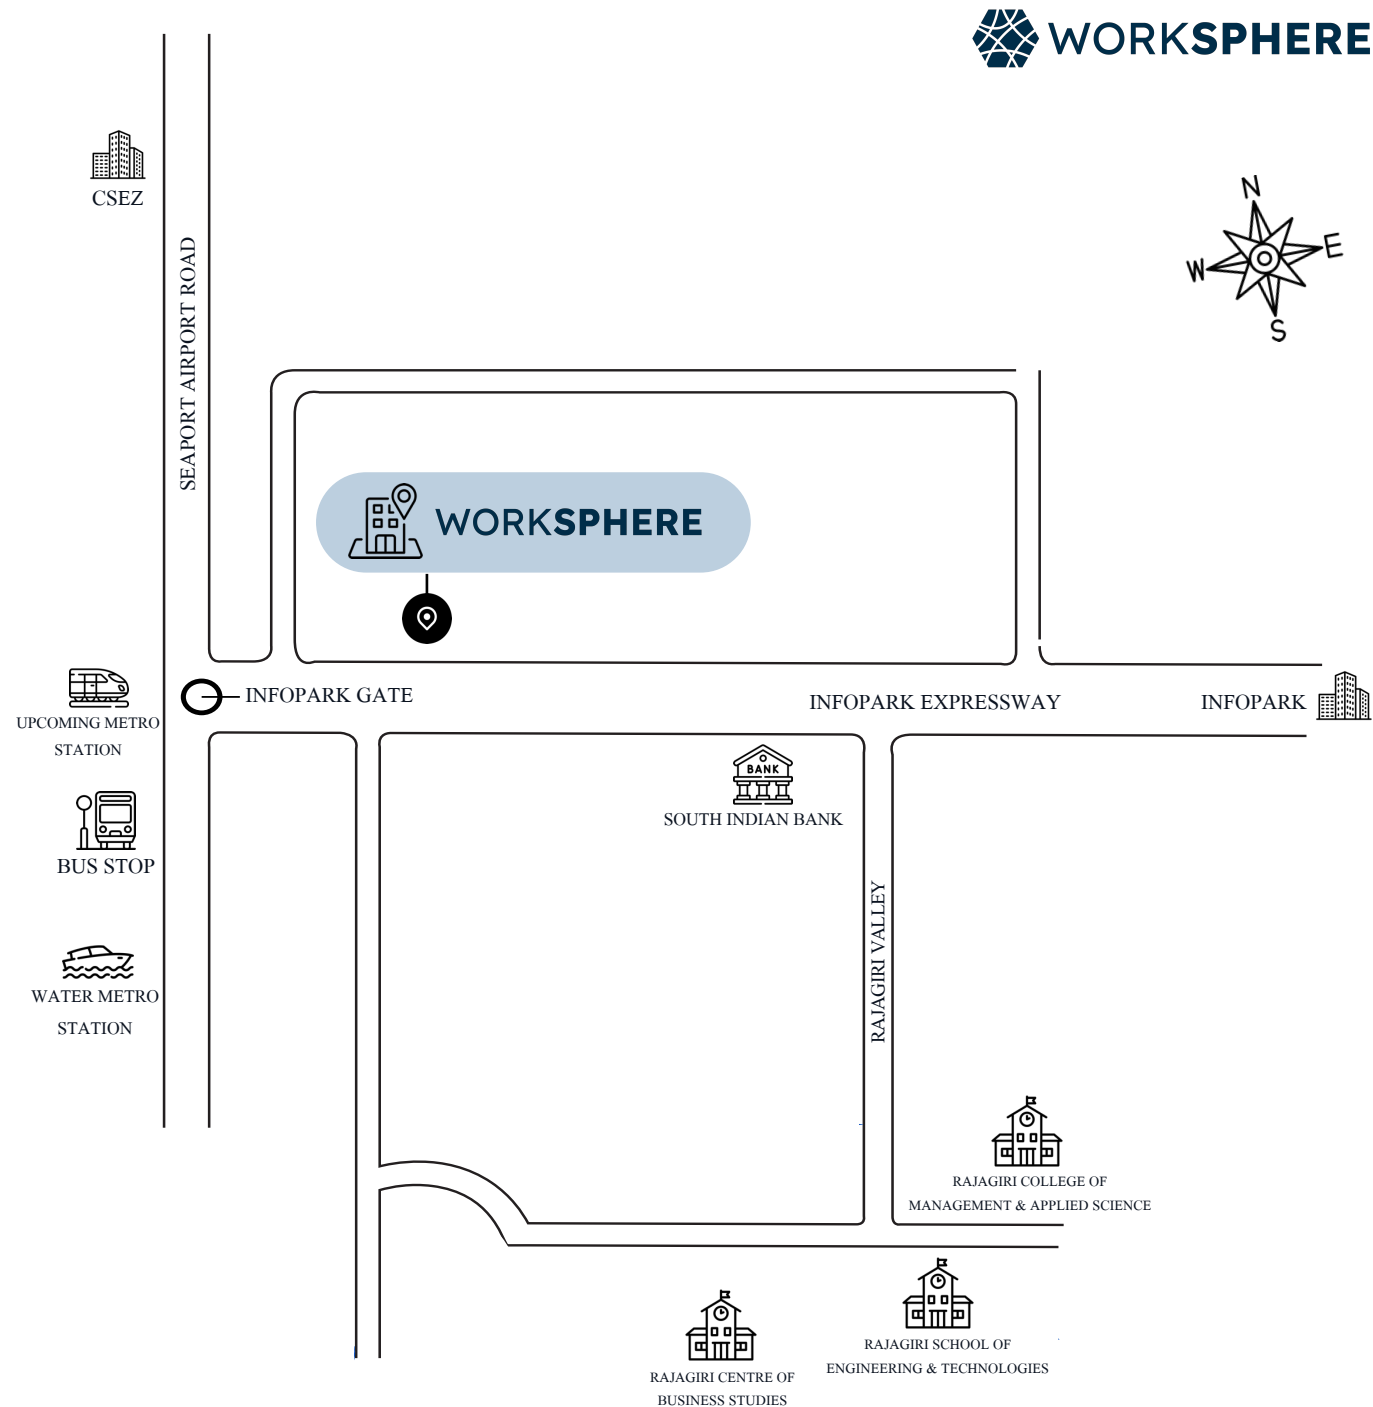 WORKSPHERE
CSEZ
N
W
E
S
SEAPORT AIRPORT ROAD
WORKSPHERE
INFOPARK GATE
INFOPARK EXPRESSWAY
INFOPARK
UPCOMING METRO
STATION
BANK
SOUTH INDIAN BANK
BUS STOP
RAJAGIRI VALLEY
WATER METRO
STATION
RAJAGIRI COLLEGE OF
MANAGEMENT & APPLIED SCIENCE
RAJAGIRI SCHOOL OF
ENGINEERING & TECHNOLOGIES
RAJAGIRI CENTRE OF
BUSINESS STUDIES